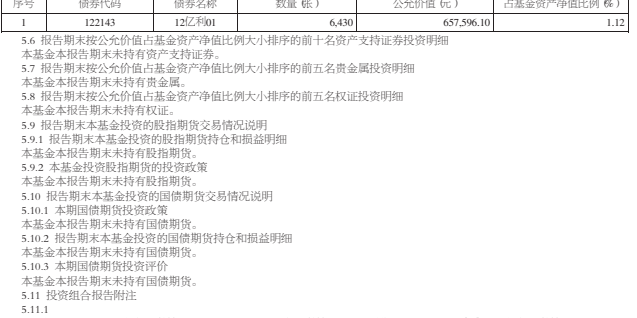 序号 债券代码 债券名称 数量（张） 公允价值（元） 占基金资产净值比例（%）
1 122143 12亿利01 6,430 657,596.10 1.12
5.6 报告期末按公允价值占基金资产净值比例大小排序的前十名资产支持证券投资明细
本基金本报告期末未持有资产支持证券。
5.7 报告期末按公允价值占基金资产净值比例大小排序的前五名贵金属投资明细
本基金本报告期末未持有贵金属。
5.8 报告期末按公允价值占基金资产净值比例大小排序的前五名权证投资明细
本基金本报告期末未持有权证。
5.9 报告期末本基金投资的股指期货交易情况说明
5.9.1 报告期末本基金投资的股指期货持仓和损益明细
本基金本报告期末未持有股指期货。
5.9.2 本基金投资股指期货的投资政策
本基金本报告期末未持有股指期货。
5.10 报告期末本基金投资的国债期货交易情况说明
5.10.1 本期国债期货投资政策
本基金本报告期末未持有国债期货。
5.10.2 报告期末本基金投资的国债期货持仓和损益明细
本基金本报告期末未持有国债期货。
5.10.3 本期国债期货投资评价
本基金本报告期末未持有国债期货。
5.11 投资组合报告附注
5.11.1